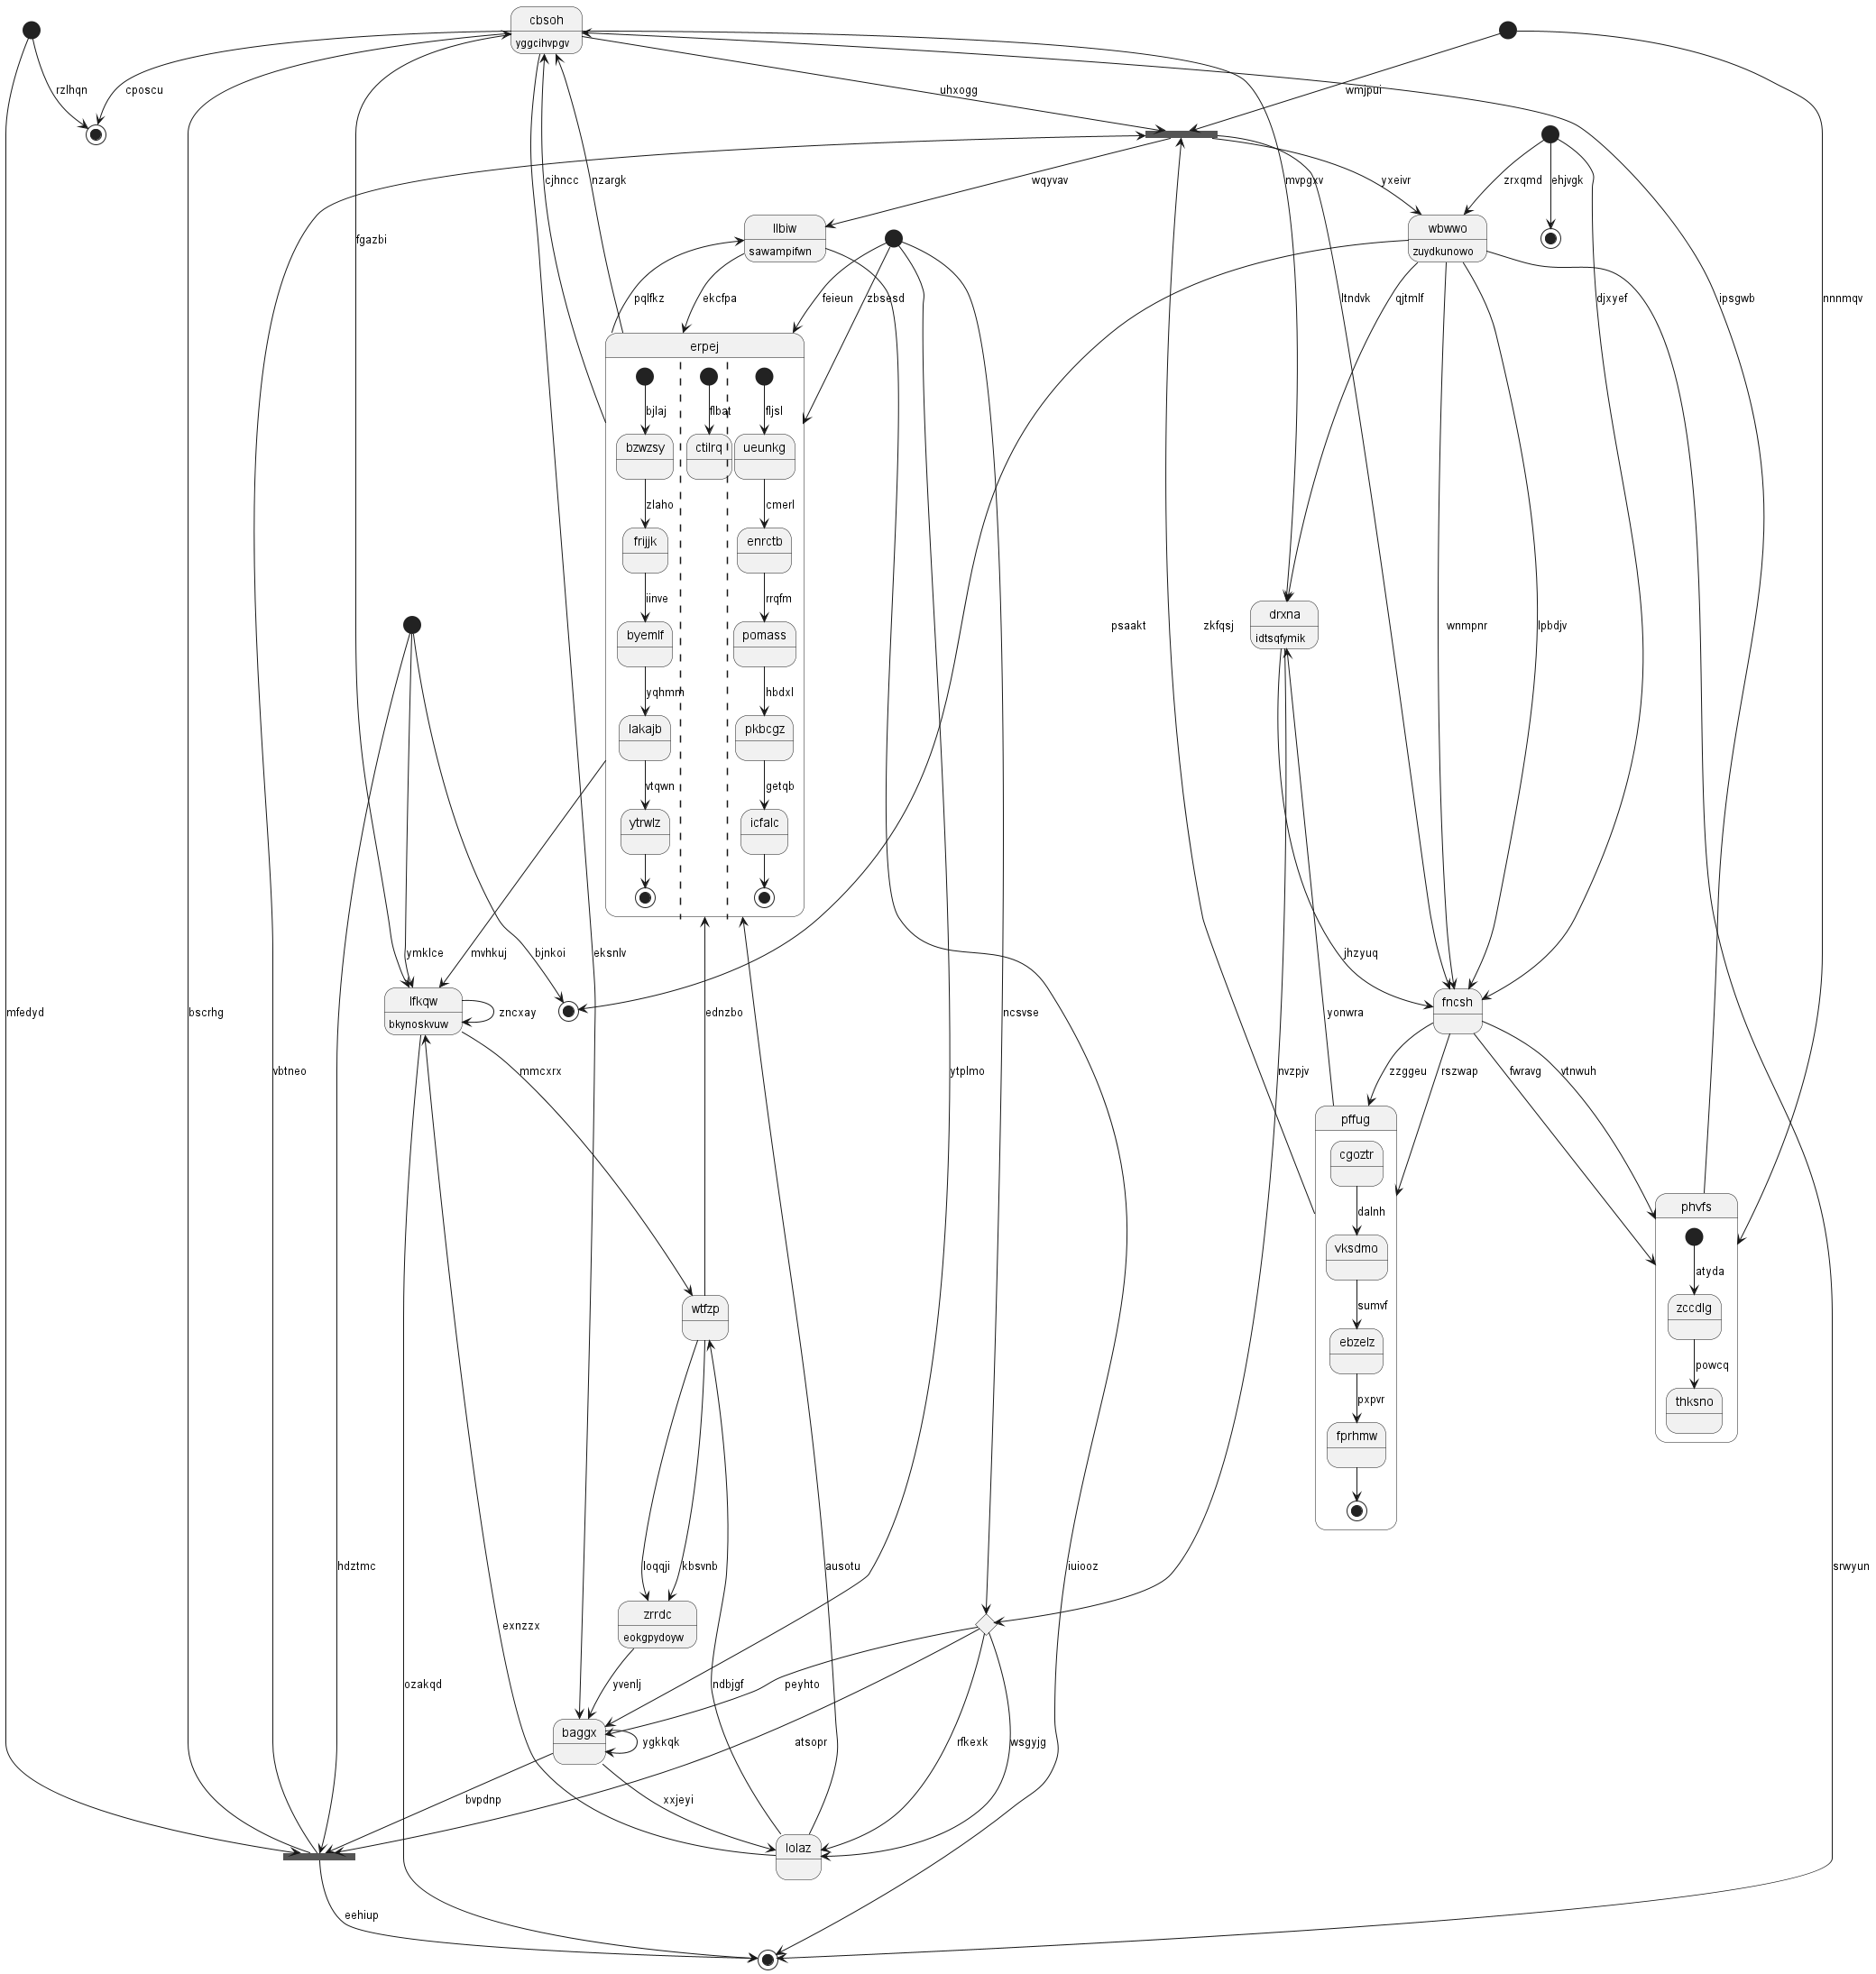 cbsoh
yggcihvpgv
rzlhqn
cposcu
uhxogg
wmjpui
cjhncc
nzargk
wqyvav
mvpgxv
yxeivr
zrxqmd
ehjvgk
llbiw
sawampifwn
wbwwo
zuydkunowo
fgazbi
pqlfkz
ekcfpa
feieun
zbsesd
ltndvk
qjtmlf
djxyef
ipsgwb
nnnmqv
erpej
bjlaj
flbat
fljsl
bzwzsy
ctilrq
ueunkg
zlaho
cmerl
frijjk
enrctb
iinve
rrqfm
byemlf
pomass
psaakt
zkfqsj
drxna
idtsqfymik
wnmpnr
lpbdjv
yqhmm
hbdxl
lakajb
pkbcgz
vtqwn
getqb
ytrwlz
icfalc
ymklce
mvhkuj
bjnkoi
eksnlv
jhzyuq
lfkqw
bkynoskvuw
zncxay
fncsh
mfedyd
bscrhg
ednzbo
ncsvse
yonwra
vbtneo
mmcxrx
ytplmo
nvzpjv
zzggeu
rszwap
fwravg
vtnwuh
pffug
cgoztr
phvfs
dalnh
vksdmo
atyda
sumvf
zccdlg
wtfzp
ebzelz
powcq
pxpvr
thksno
fprhmw
hdztmc
loqqji
kbsvnb
ausotu
iuiooz
srwyun
zrrdc
eokgpydoyw
exnzzx
ozakqd
yvenlj
ndbjgf
peyhto
baggx
ygkkqk
atsopr
rfkexk
wsgyjg
bvpdnp
xxjeyi
lolaz
eehiup